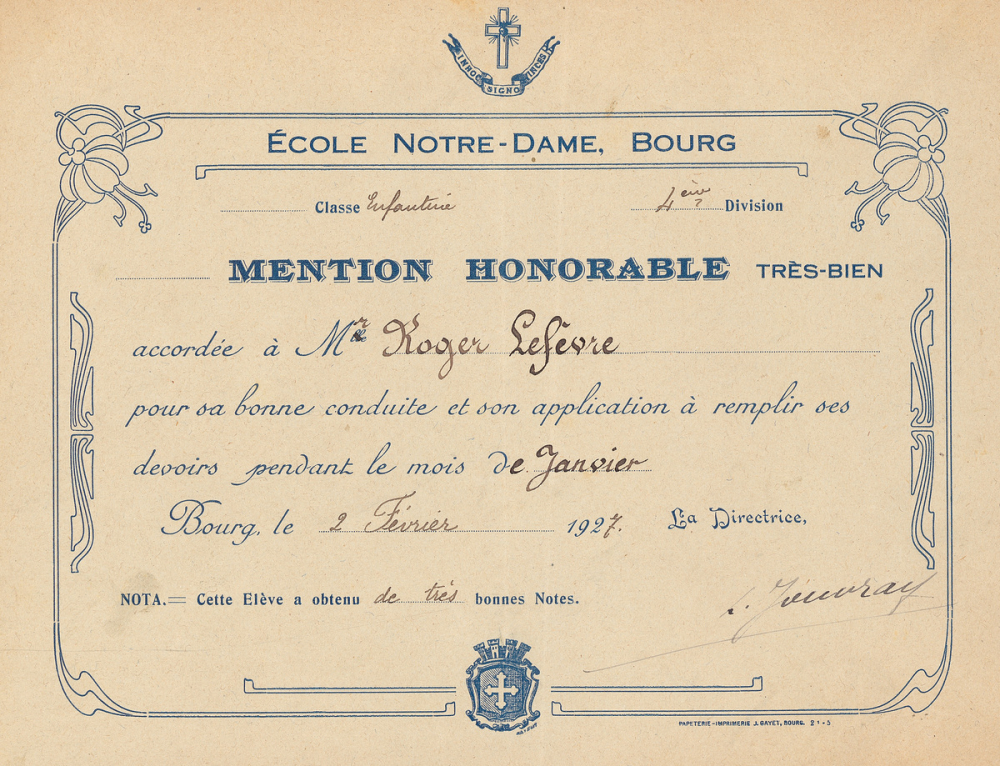 IN HOC SIGNO VINCES
ÉCOLE NOTRE-DAME, BOURG
Classe Enfantine 4ème Division
MENTION HONORABLE TRÈS-BIEN
accordée à Mr Roger Lefèvre
pour sa bonne conduite et son application à remplir ses
devoirs pendant le mois de Janvier
Bourg, le 2 Février 1927. La Directrice,
NOTA.= Cette Elève a obtenu de très bonnes Notes.
PAPETERIE-IMPRIMERIE J. GAYET, BOURG. 21-5